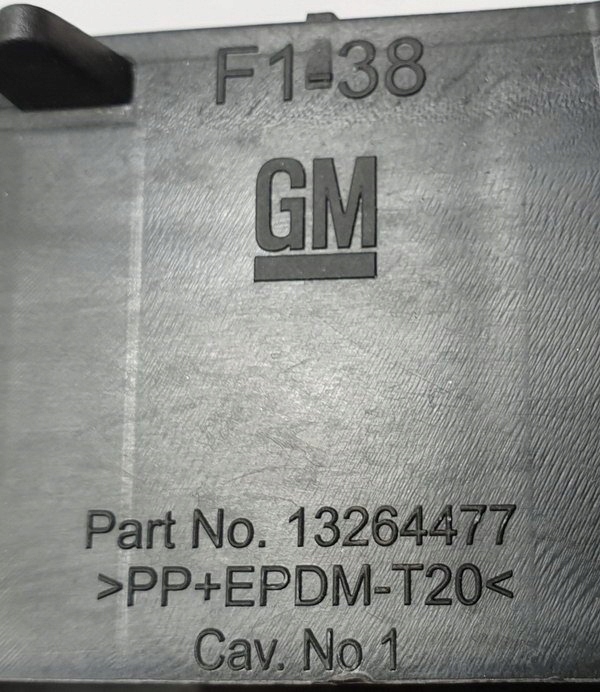 F1-38
GM
Part No. 13264477
>PP+EPDM-T20<
Cav. No 1